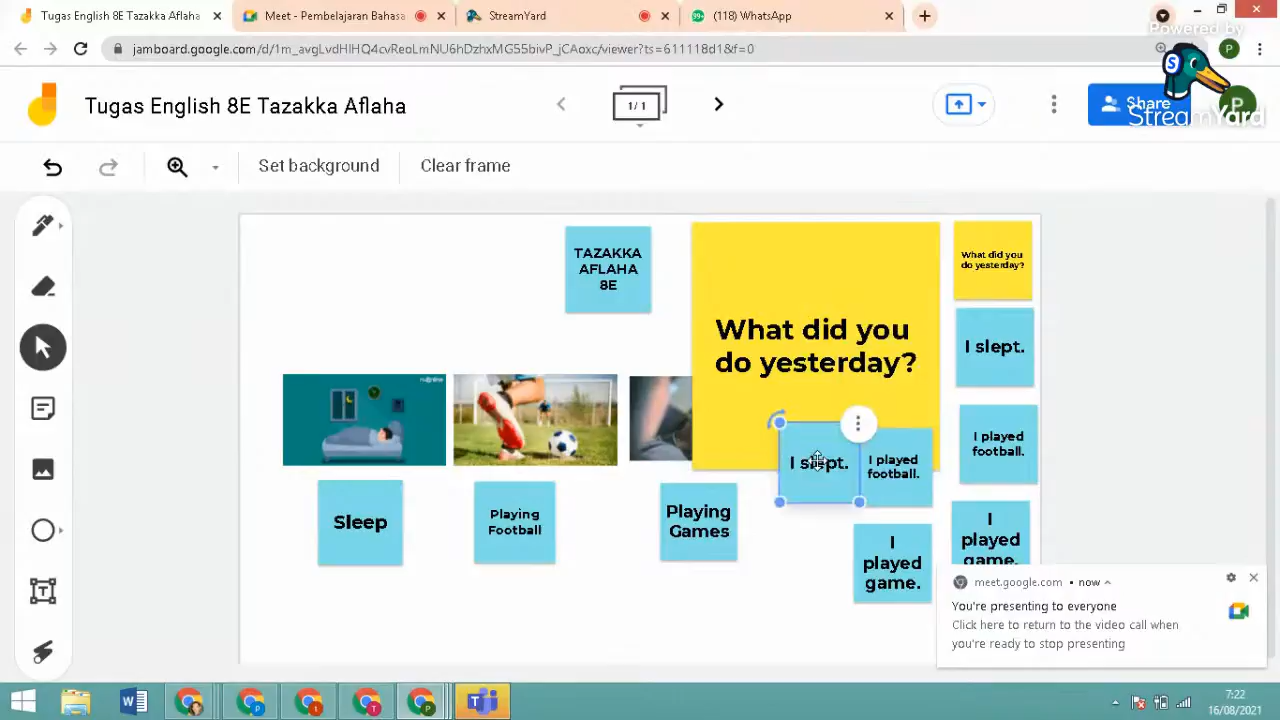 Tugas English 8E Tazakka Aflaha
Meet - Pembelajaran Bahasa
StreamYard
99+
(118) WhatsApp
Powered by
StreamYard
jamboard.google.com/d/1m_avgLvdHlHQ4cvReoLmNU6hDzhxMG55bivP_jCAoxc/viewer?ts=611118d1&f=0
P
Tugas English 8E Tazakka Aflaha
1/1
Share
P
Set background
Clear frame
TAZAKKA
AFLAHA
8E
What did you
do yesterday?
What did you
do yesterday?
I slept.
I played
football.
I
played
game.
I slept.
I played
football.
I
played
game.
Sleep
Playing
Football
Playing
Games
meet.google.com • now
You're presenting to everyone
Click here to return to the video call when
you're ready to stop presenting
7:22
16/08/2021